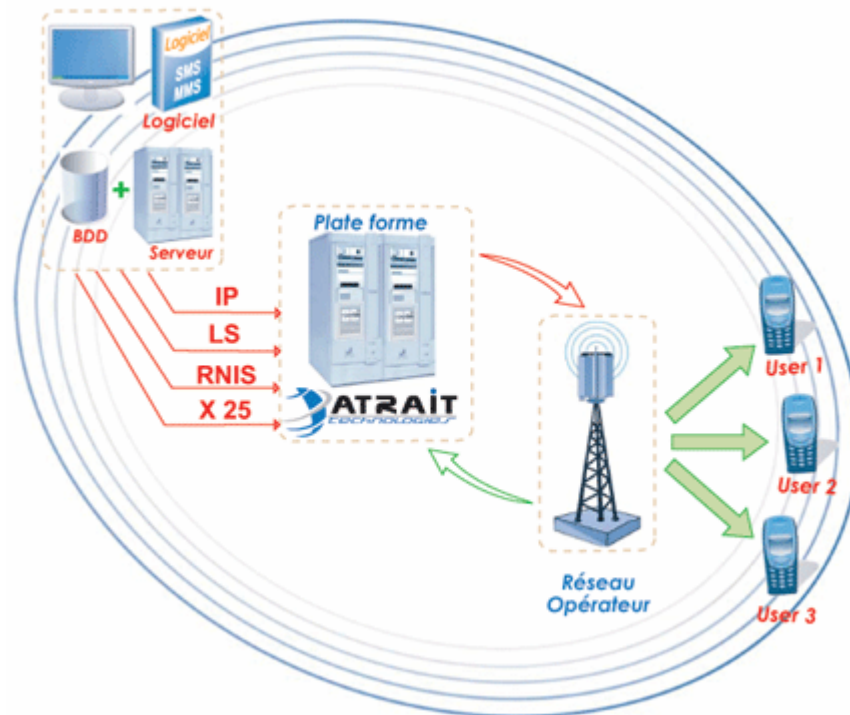 Logiciel
SMS
MMS
Logiciel
BDD
+
Serveur
Plate forme
IP
LS
RNIS
X 25
ATRAIT
technologies
Réseau
Opérateur
User 1
User 2
User 3